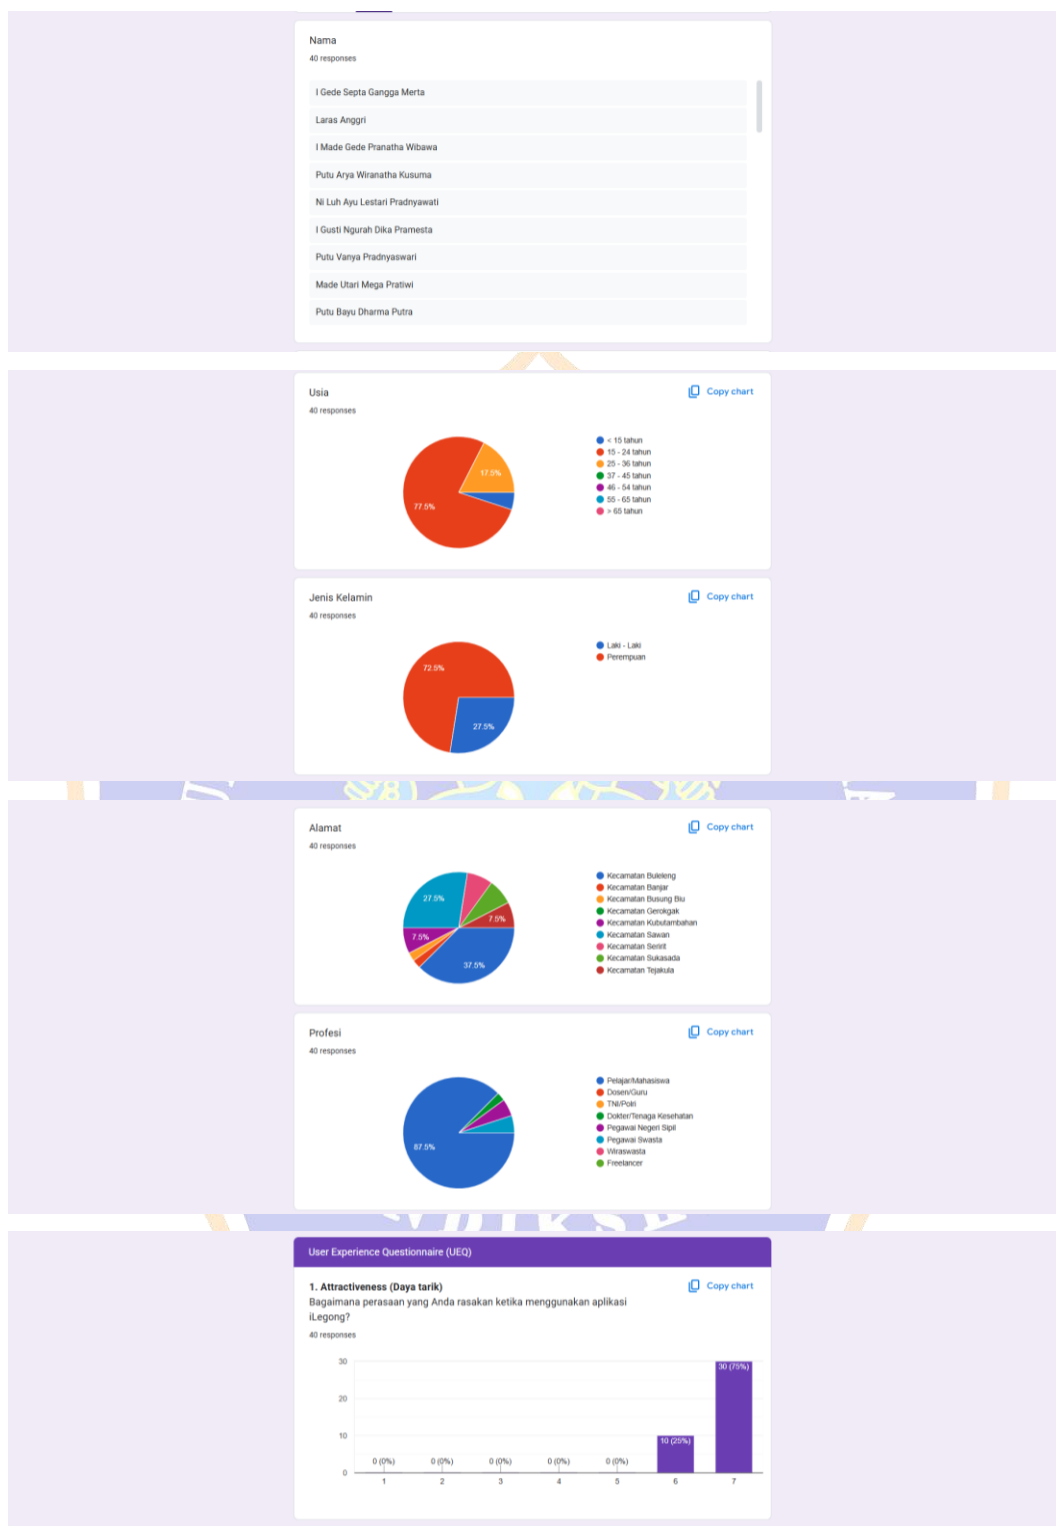 Nama
40 responses
I Gede Septa Gangga Merta
Laras Anggri
I Made Gede Pranatha Wibawa
Putu Arya Wiranatha Kusuma
Ni Luh Ayu Lestari Pradnyawati
I Gusti Ngurah Dika Pramesta
Putu Vanya Pradnyaswari
Made Utari Mega Pratiwi
Putu Bayu Dharma Putra
Usia
Copy chart
40 responses
< 15 tahun
15 - 24 tahun
25 - 36 tahun
37 - 45 tahun
46 - 54 tahun
55 - 65 tahun
> 65 tahun
17.5%
77.5%
Jenis Kelamin
Copy chart
40 responses
Laki - Laki
Perempuan
72.5%
27.5%
Alamat
Copy chart
40 responses
Kecamatan Buleleng
Kecamatan Banjar
Kecamatan Busung Biu
Kecamatan Gerokgak
Kecamatan Kubutambahan
Kecamatan Sawan
Kecamatan Seririt
Kecamatan Sukasada
Kecamatan Tejakula
27.5%
7.5%
7.5%
37.5%
Profesi
Copy chart
40 responses
Pelajar/Mahasiswa
Dosen/Guru
TNI/Polri
Dokter/Tenaga Kesehatan
Pegawai Negeri Sipil
Pegawai Swasta
Wiraswasta
Freelancer
87.5%
User Experience Questionnaire (UEQ)
1. Attractiveness (Daya tarik)
Copy chart
Bagaimana perasaan yang Anda rasakan ketika menggunakan aplikasi
iLegong?
40 responses
30
20
10
0
0 (0%) 0 (0%) 0 (0%) 0 (0%) 0 (0%) 10 (25%) 30 (75%)
1 2 3 4 5 6 7